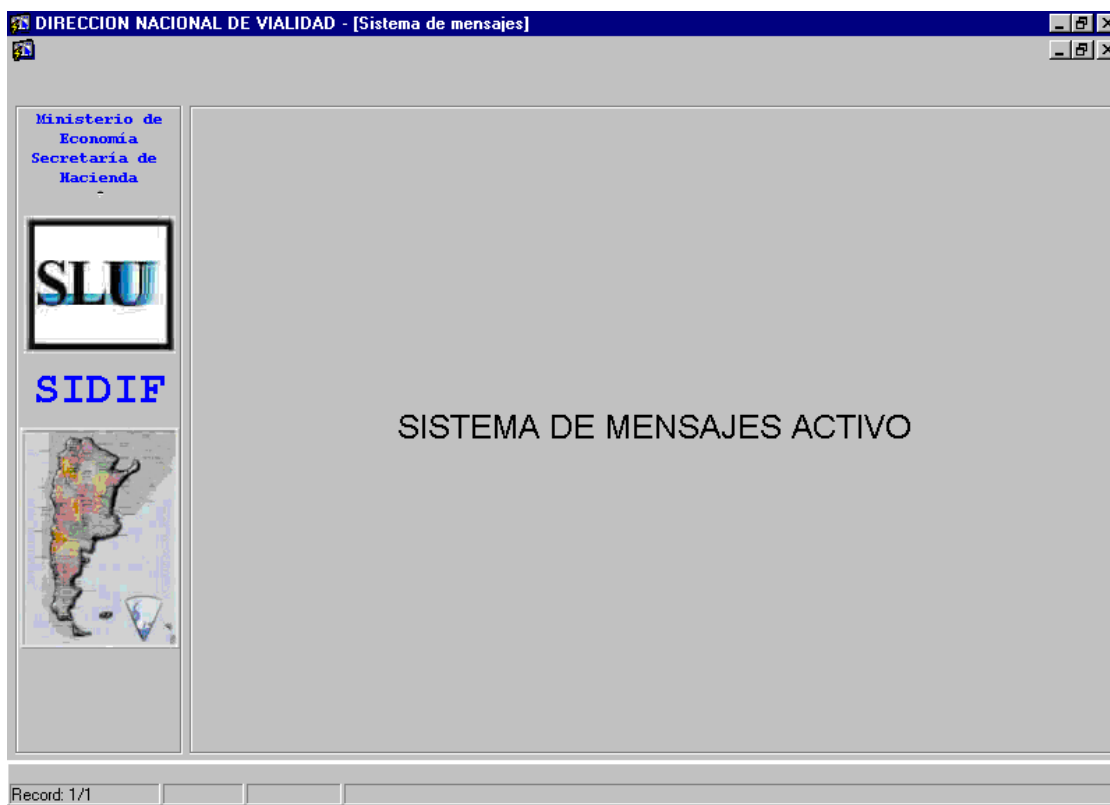 DIRECCION NACIONAL DE VIALIDAD - [Sistema de mensajes]
Ministerio de
Economía
Secretaría de
Hacienda
SLU
SIDIF
SISTEMA DE MENSAJES ACTIVO
Record: 1/1